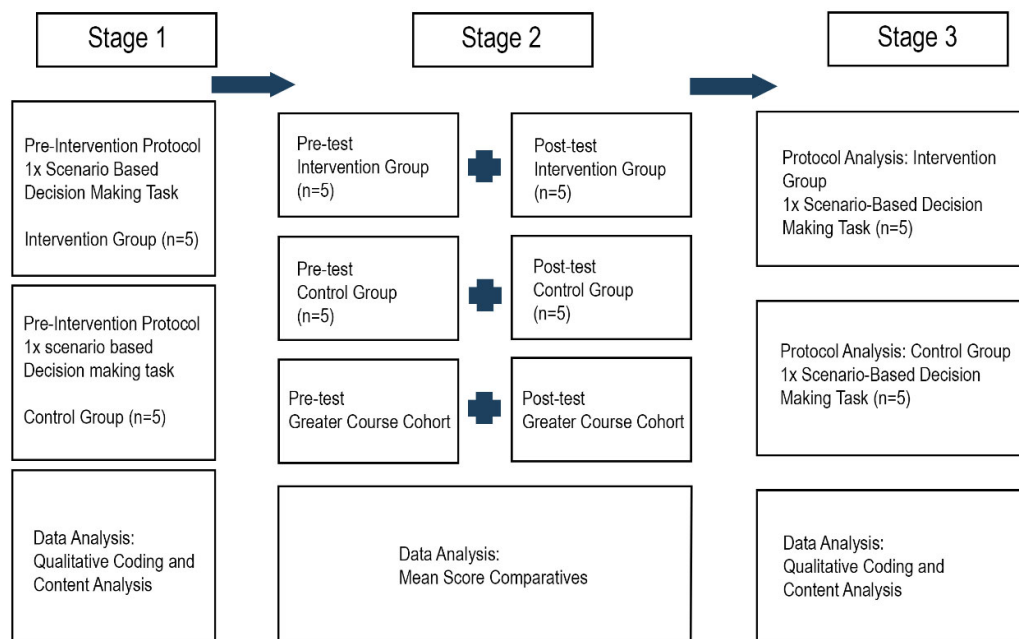 Stage 1
Pre-Intervention Protocol
1x Scenario Based
Decision Making Task
Intervention Group (n=5)
Pre-Intervention Protocol
1x scenario based
Decision making task
Control Group (n=5)
Data Analysis:
Qualitative Coding and
Content Analysis
Stage 2
Pre-test
Intervention Group
(n=5)
Post-test
Intervention Group
(n=5)
Pre-test
Control Group
(n=5)
Post-test
Control Group
(n=5)
Pre-test
Greater Course Cohort
Post-test
Greater Course Cohort
Data Analysis:
Mean Score Comparatives
Stage 3
Protocol Analysis: Intervention
Group
1x Scenario-Based Decision
Making Task (n=5)
Protocol Analysis: Control Group
1x Scenario-Based Decision
Making Task (n=5)
Data Analysis:
Qualitative Coding and
Content Analysis